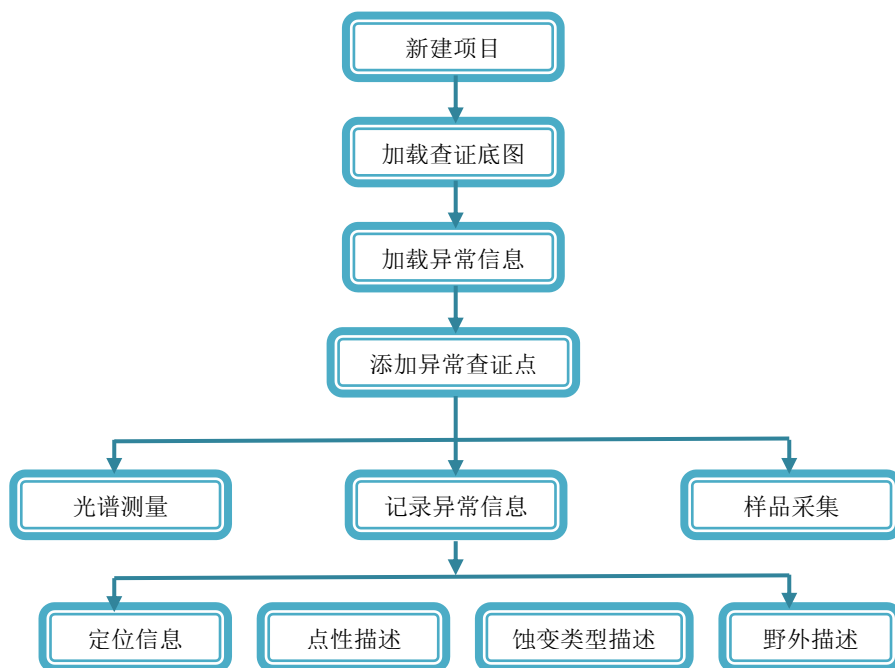 新建项目
加载查证底图
加载异常信息
添加异常查证点
光谱测量
记录异常信息
样品采集
定位信息
点性描述
蚀变类型描述
野外描述